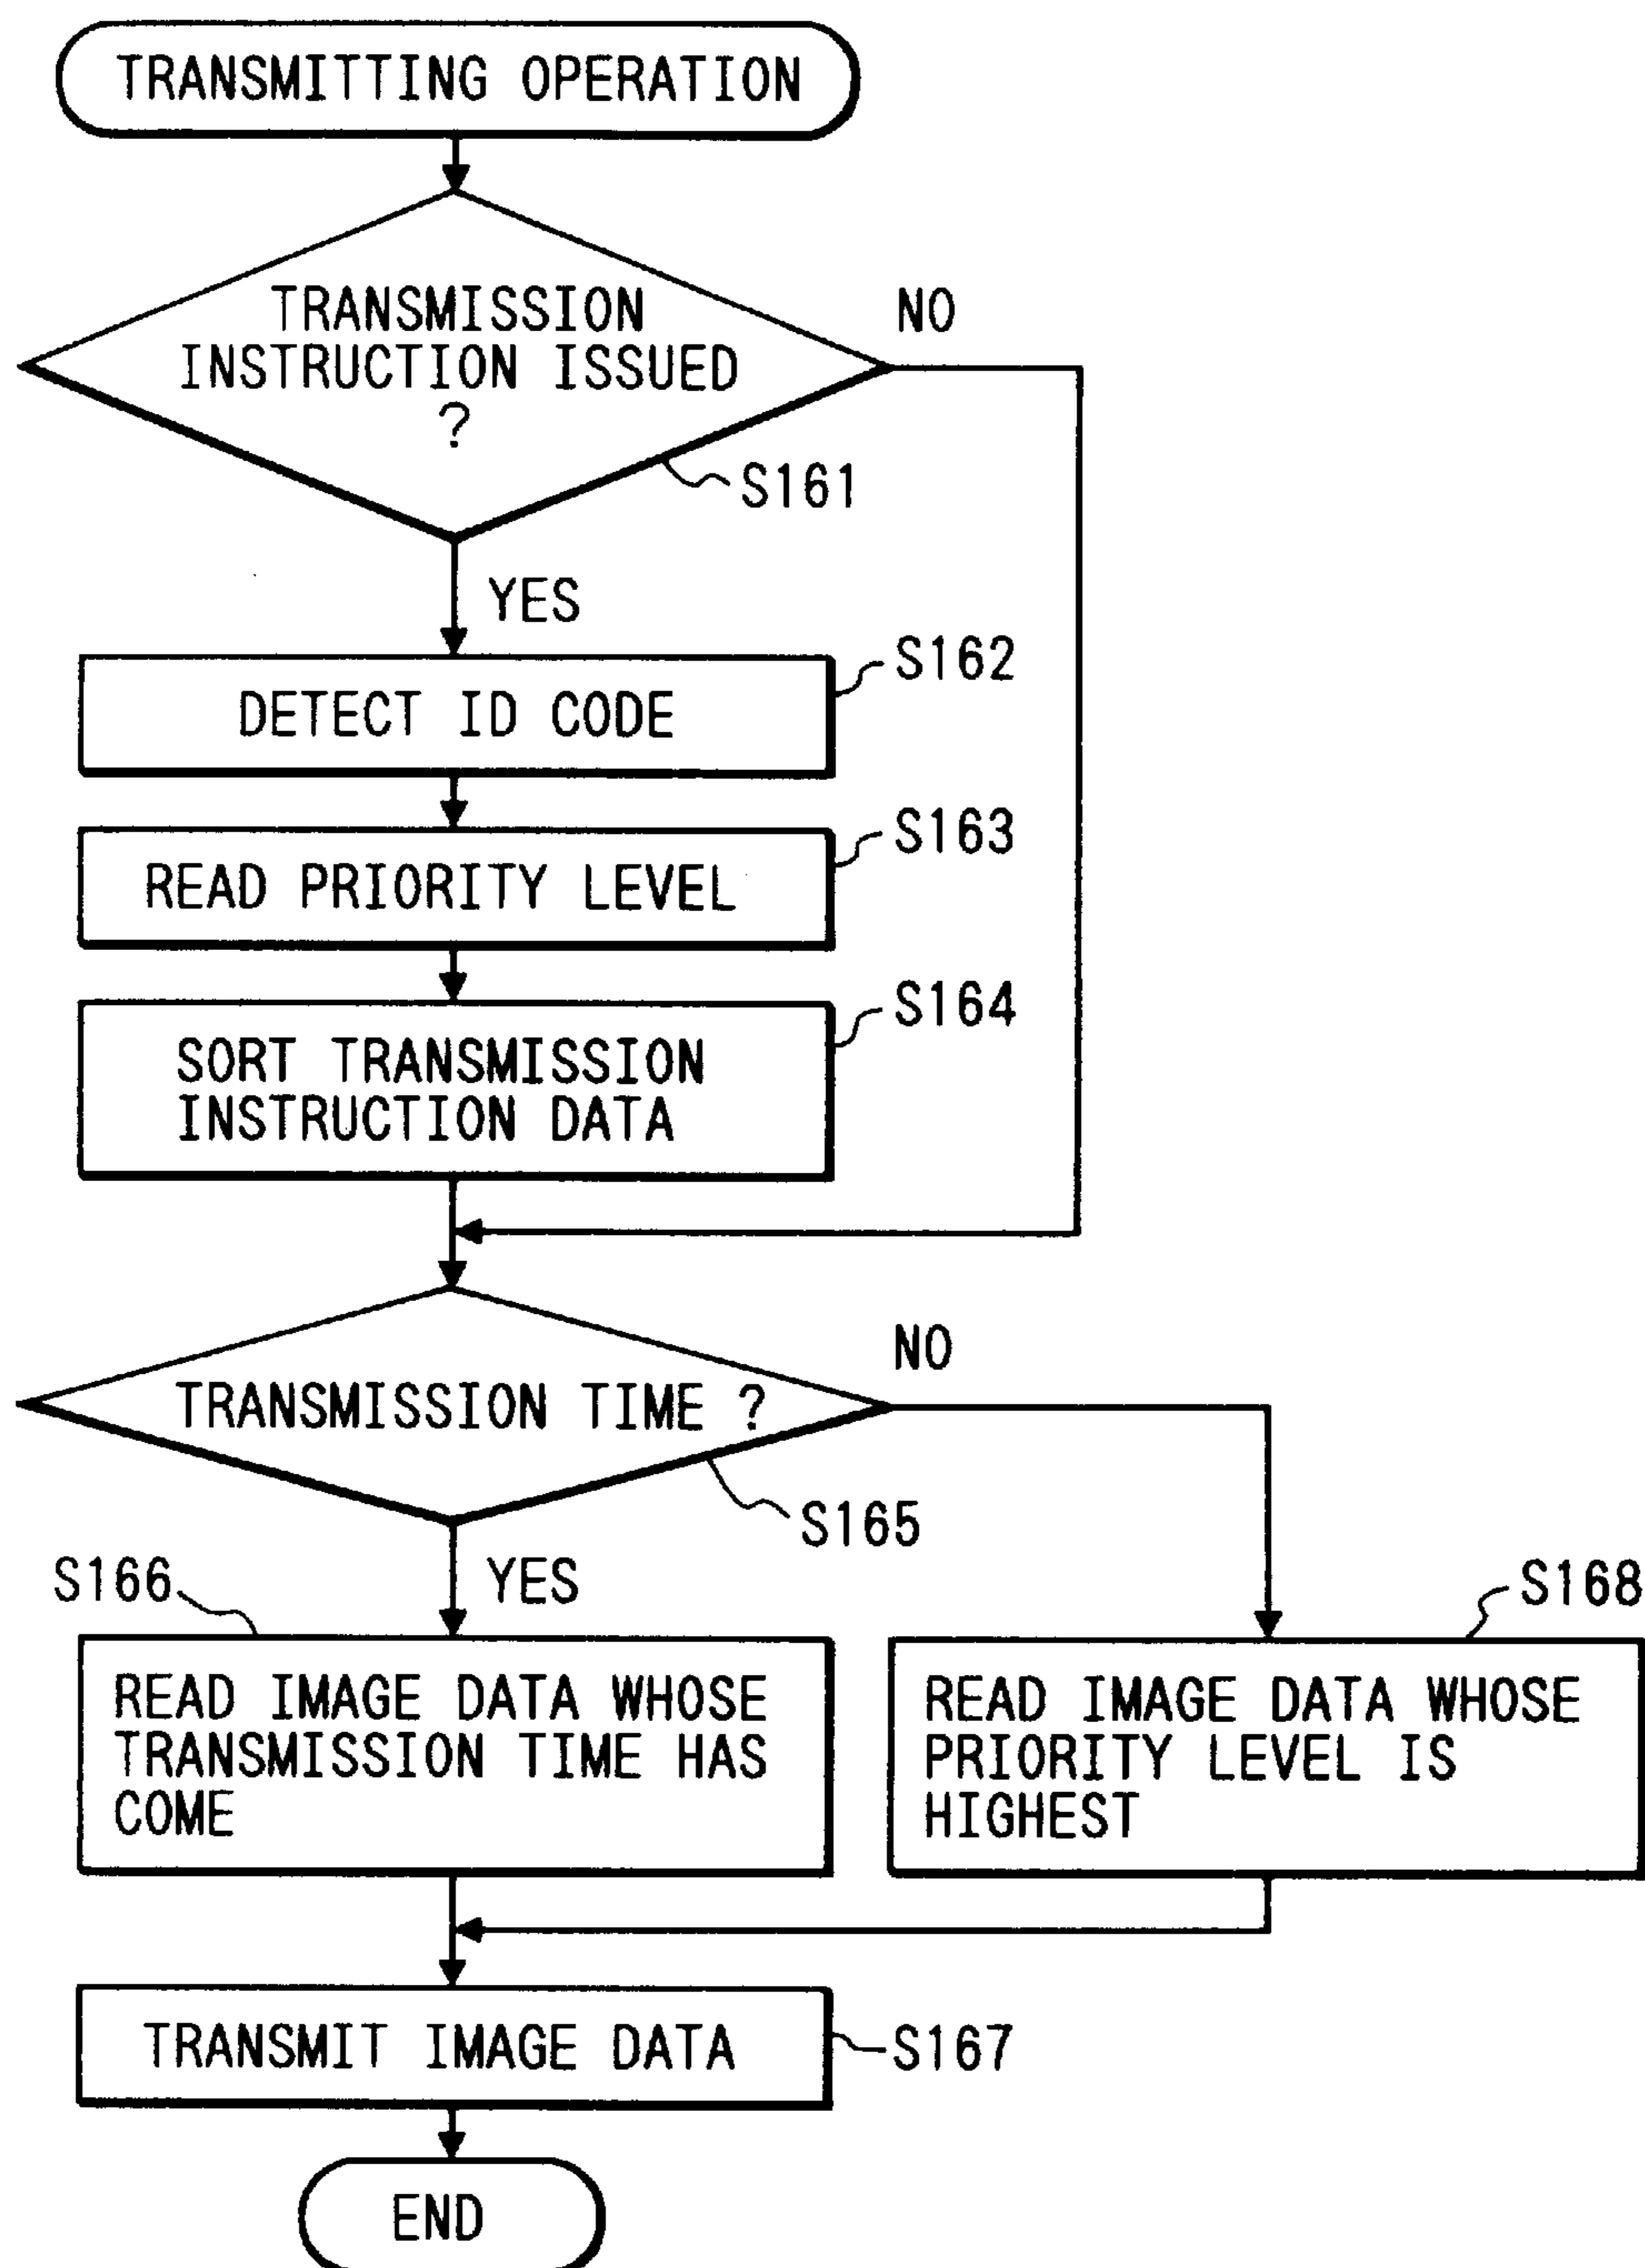 TRANSMITTING OPERATION
TRANSMISSION
INSTRUCTION ISSUED
?
NO
S161
YES
S162
DETECT ID CODE
S163
READ PRIORITY LEVEL
S164
SORT TRANSMISSION
INSTRUCTION DATA
NO
TRANSMISSION TIME ?
S165
YES
S166
S168
READ IMAGE DATA WHOSE
TRANSMISSION TIME HAS
COME
READ IMAGE DATA WHOSE
PRIORITY LEVEL IS
HIGHEST
TRANSMIT IMAGE DATA
S167
END